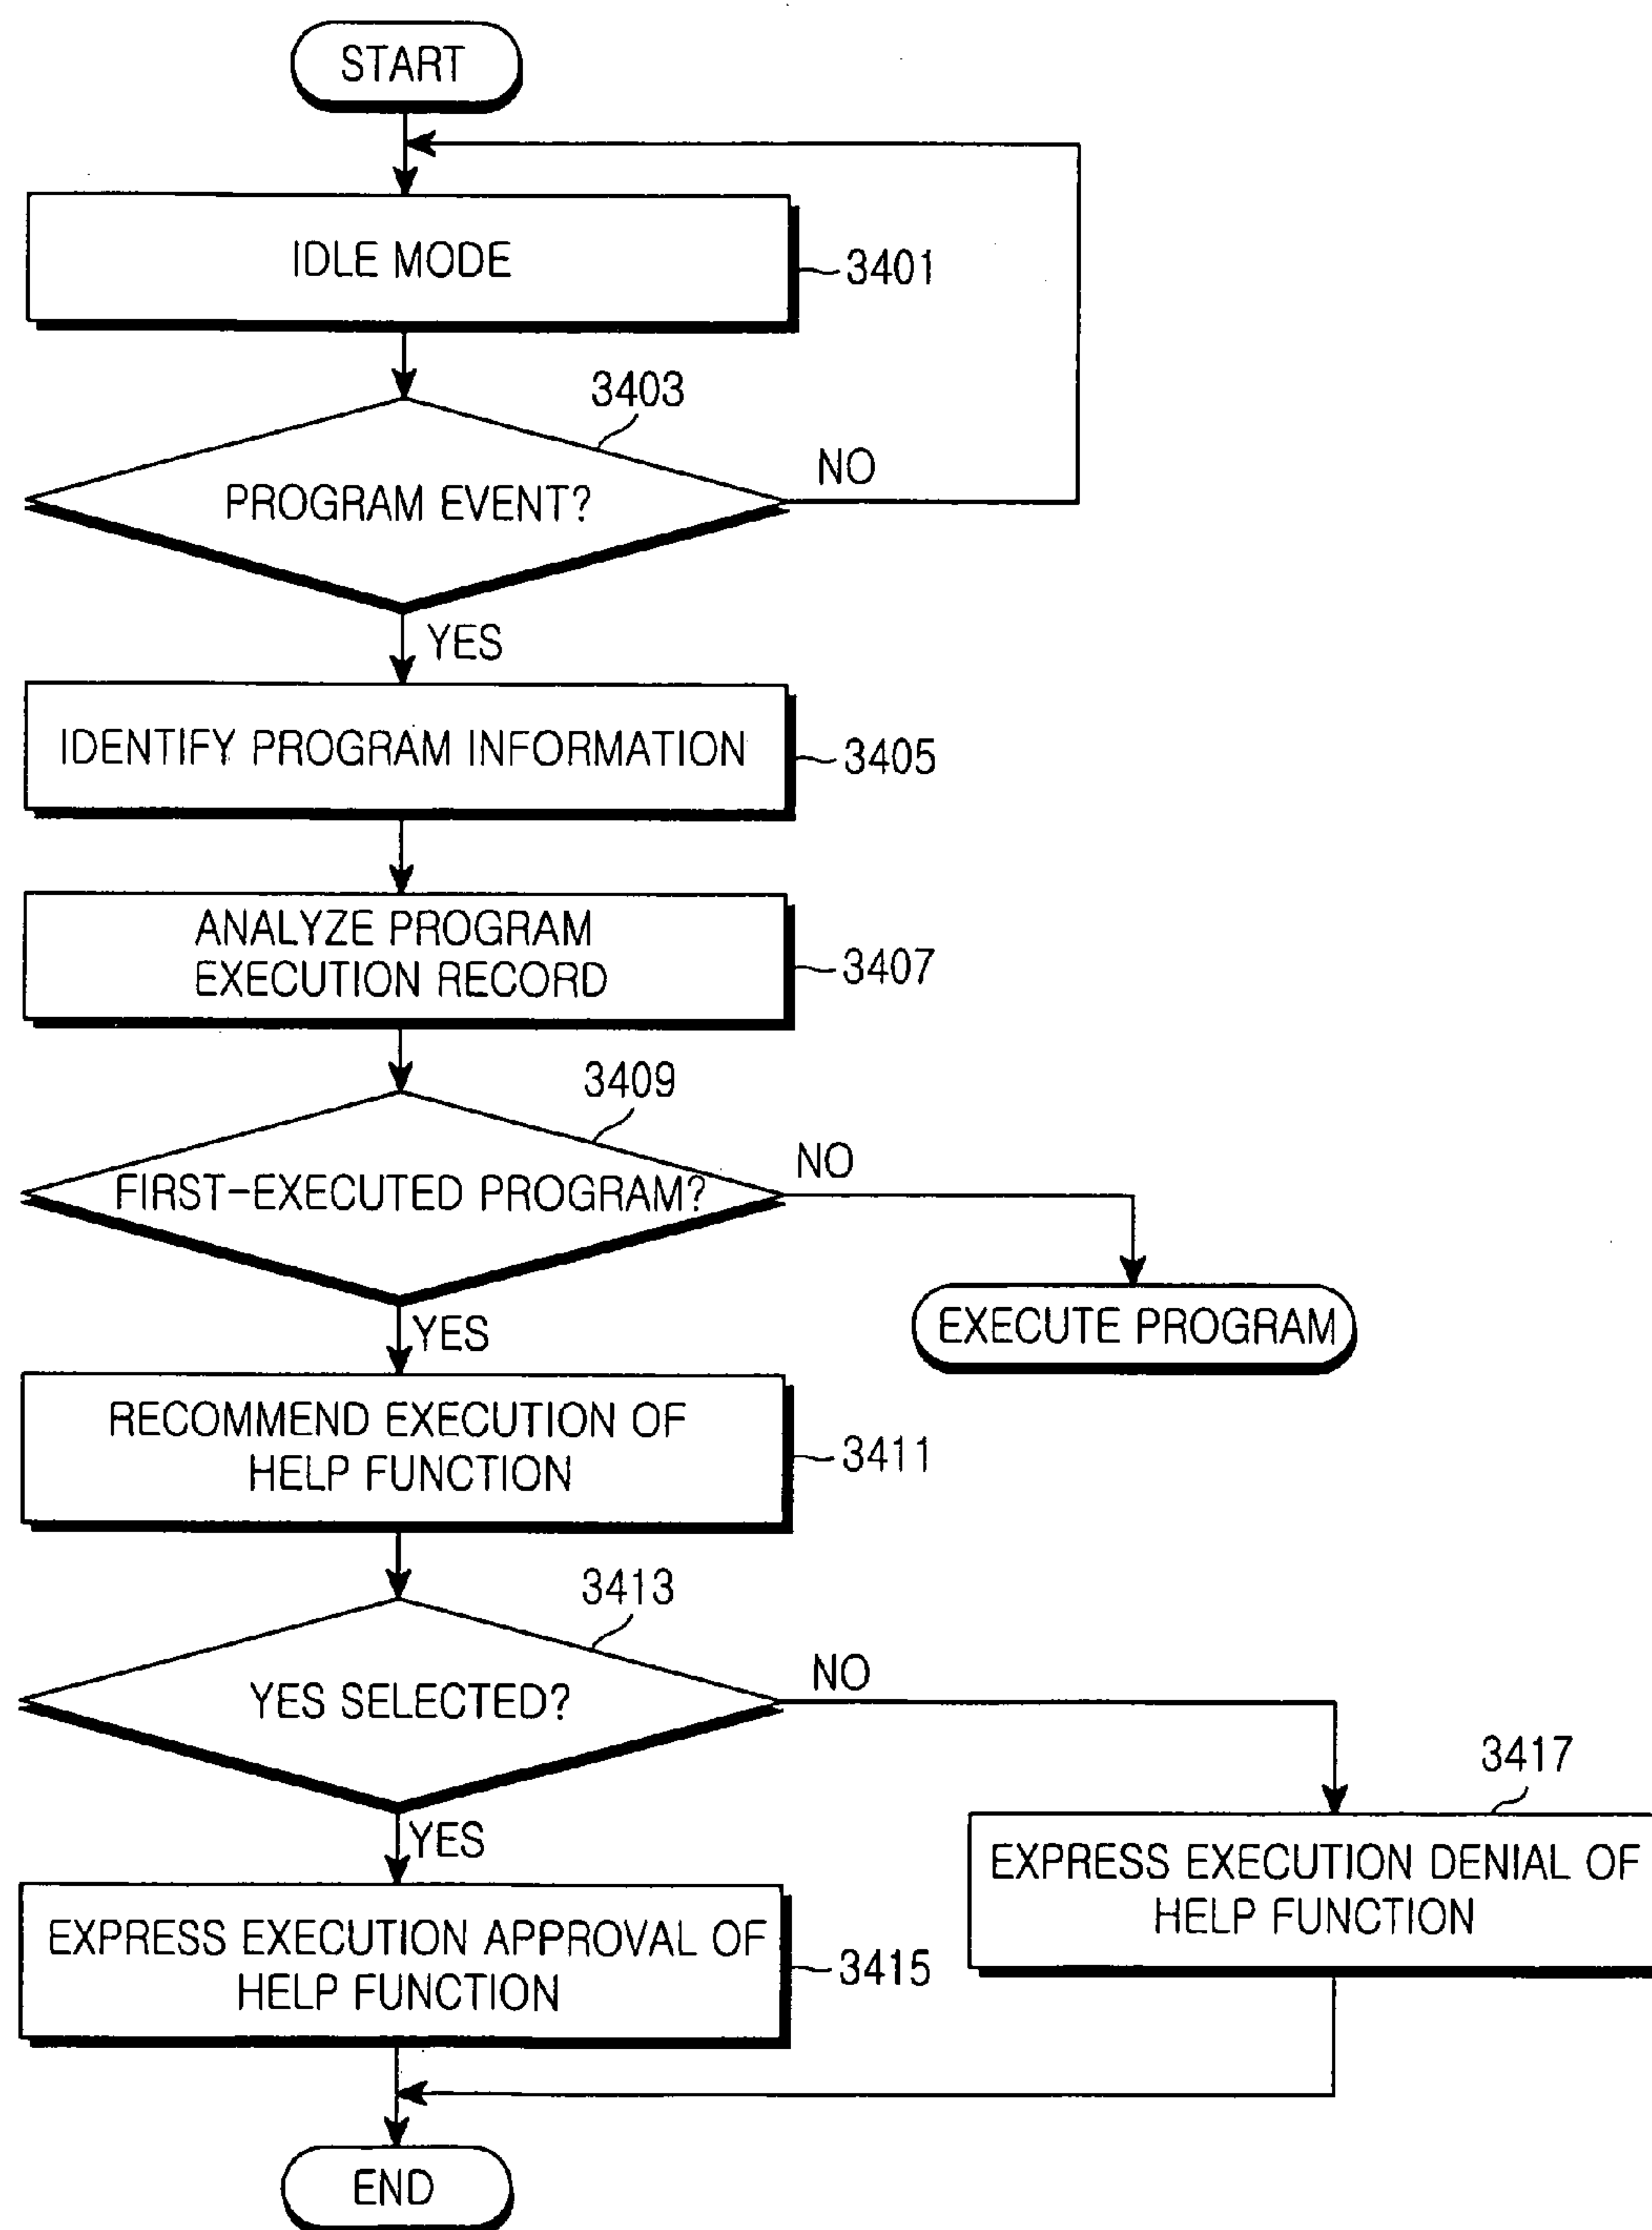 START
IDLE MODE
3401
3403
PROGRAM EVENT?
NO
YES
IDENTIFY PROGRAM INFORMATION
3405
ANALYZE PROGRAM
EXECUTION RECORD
3407
3409
FIRST-EXECUTED PROGRAM?
NO
EXECUTE PROGRAM
YES
RECOMMEND EXECUTION OF
HELP FUNCTION
3411
3413
YES SELECTED?
NO
3417
EXPRESS EXECUTION DENIAL OF
HELP FUNCTION
YES
EXPRESS EXECUTION APPROVAL OF
HELP FUNCTION
3415
END